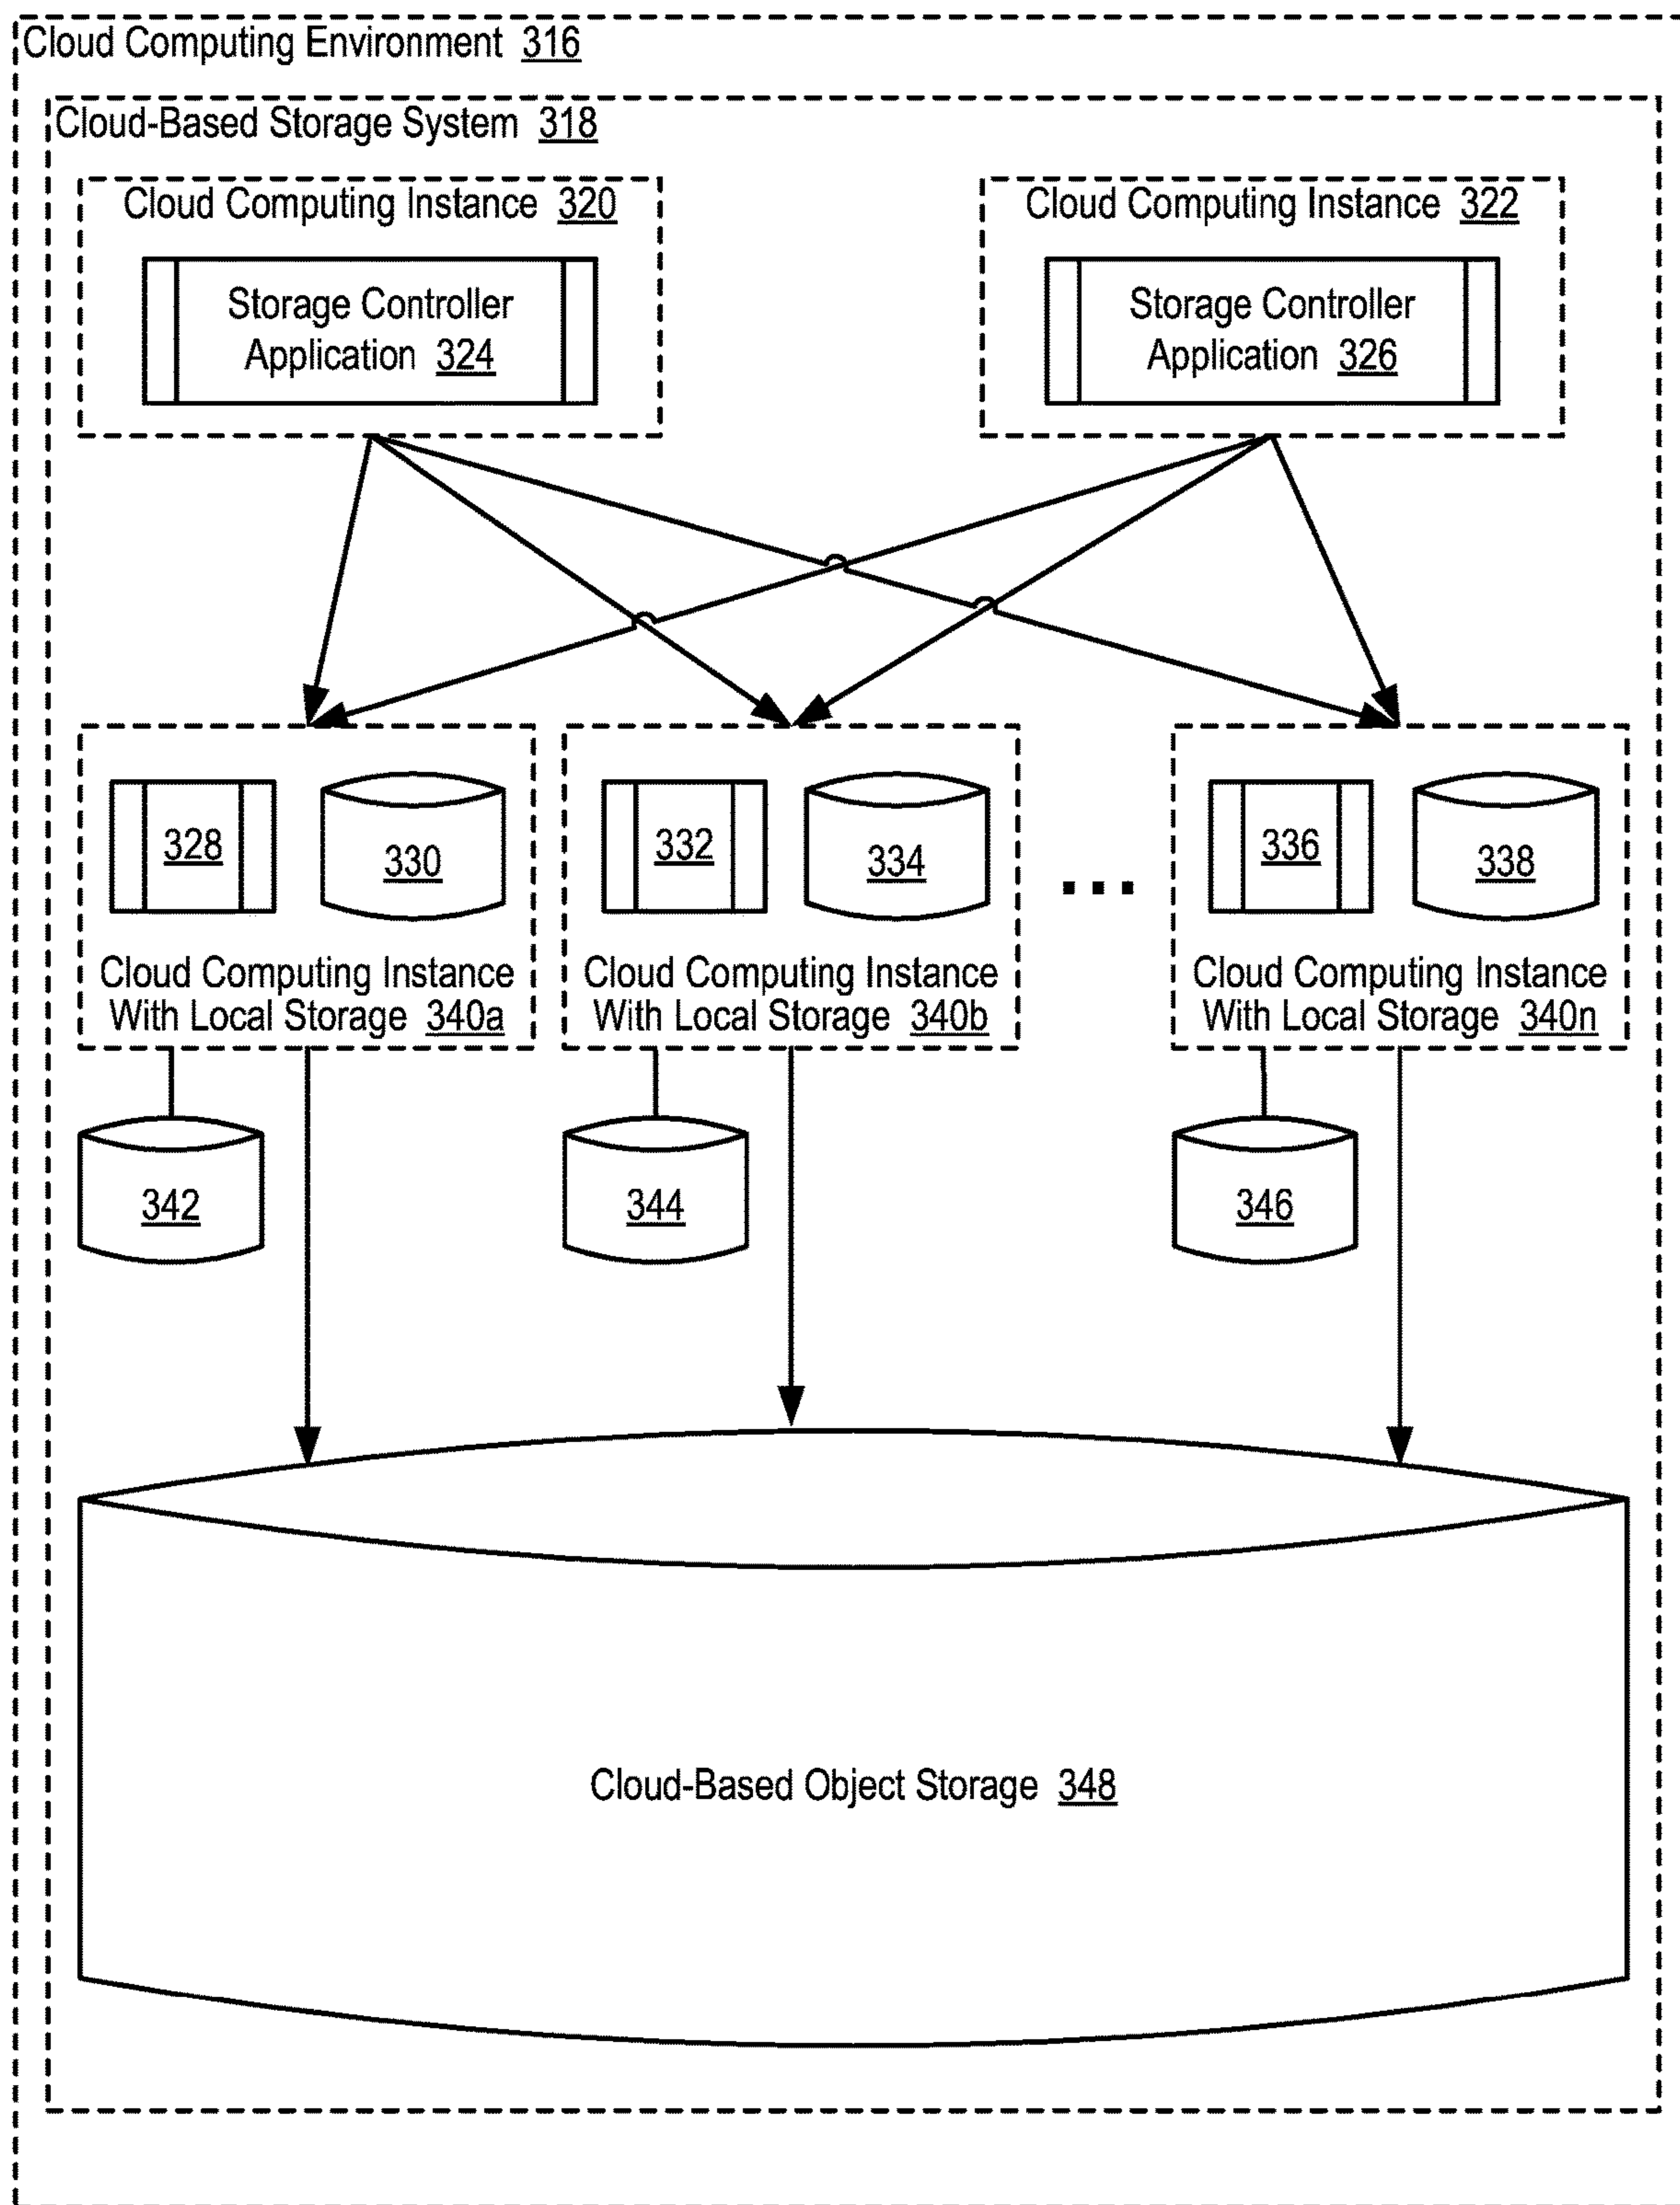 Cloud Computing Environment 316
Cloud-Based Storage System 318
Cloud Computing Instance 320
Storage Controller
Application 324
Cloud Computing Instance 322
Storage Controller
Application 326
328
330
Cloud Computing Instance
With Local Storage 340a
332
334
Cloud Computing Instance
With Local Storage 340b
...
336
338
Cloud Computing Instance
With Local Storage 340n
342
344
346
Cloud-Based Object Storage 348